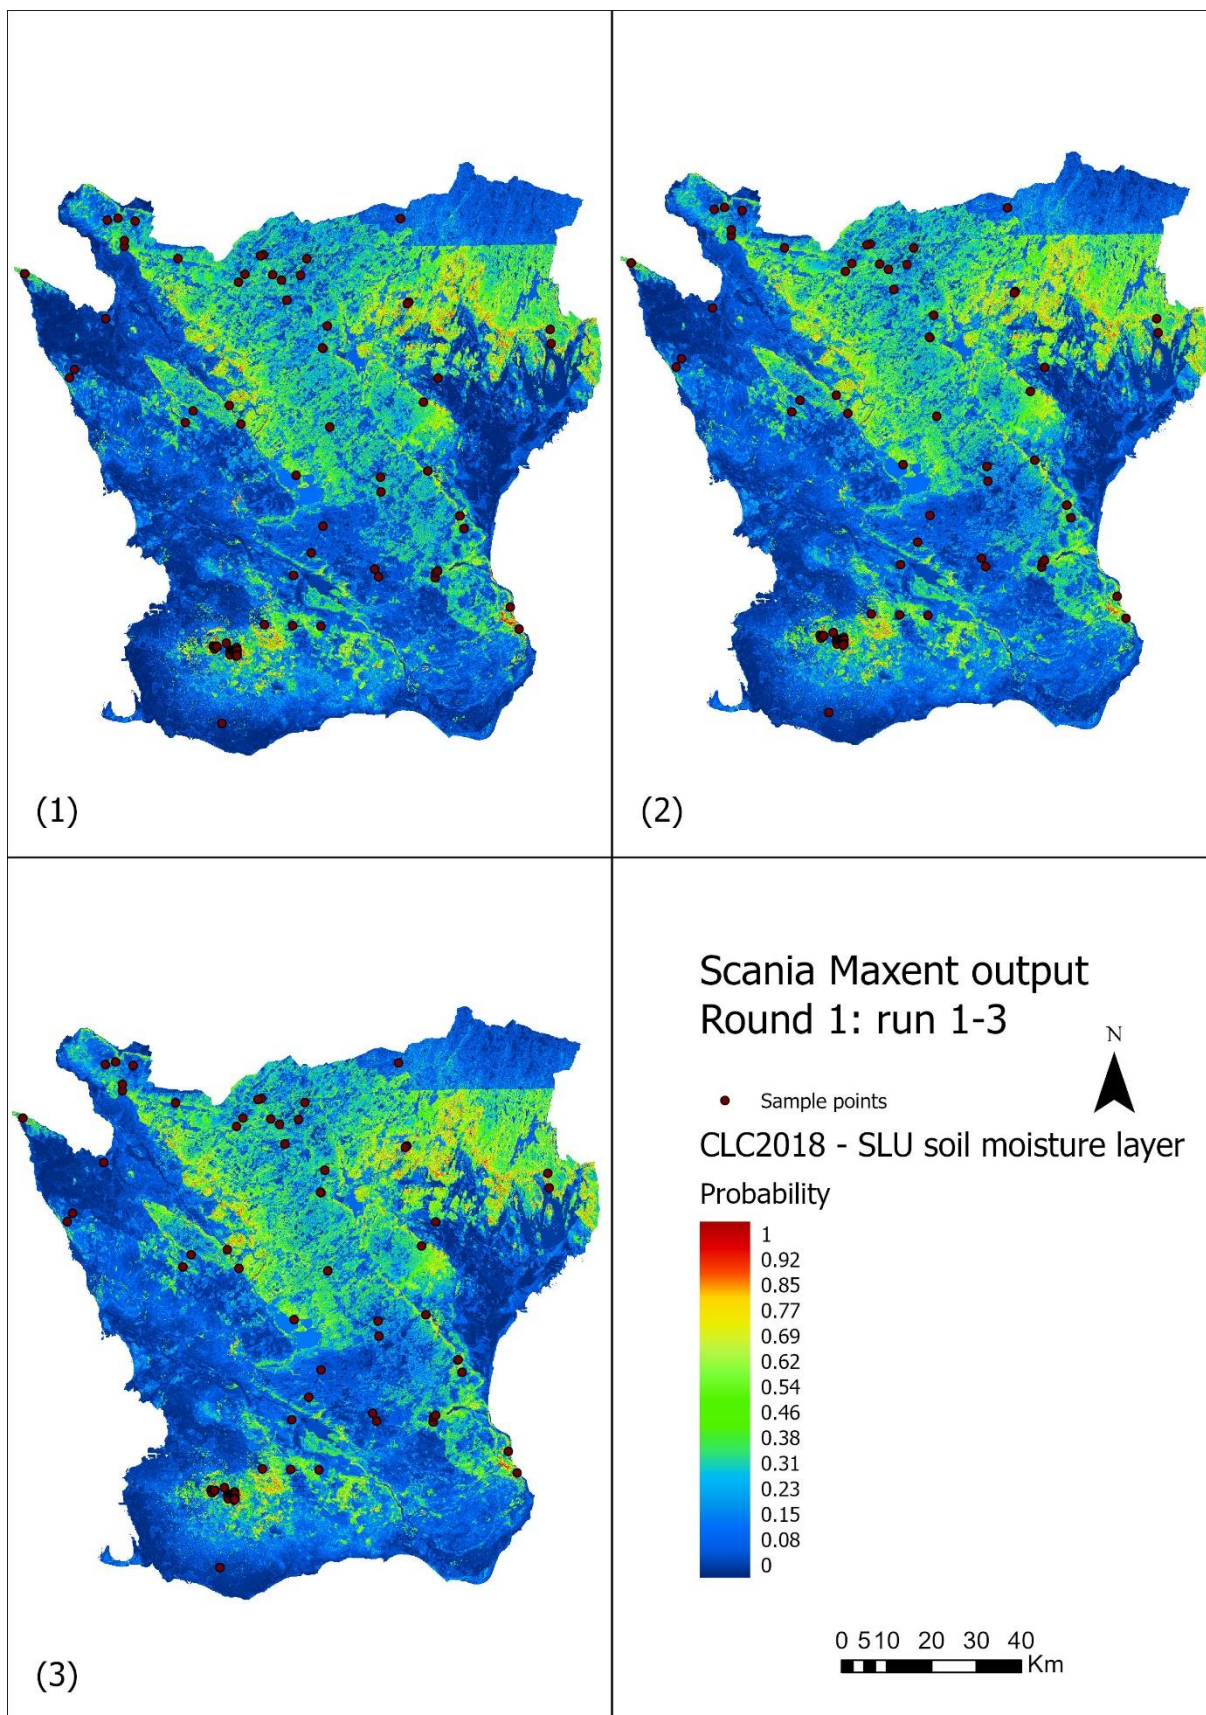 (1)
(2)
(3)
Scania Maxent output
Round 1: run 1-3
N
Sample points
CLC2018 - SLU soil moisture layer
Probability
1
0.92
0.85
0.77
0.69
0.62
0.54
0.46
0.38
0.31
0.23
0.15
0.08
0
0 5 10 20 30 40
Km